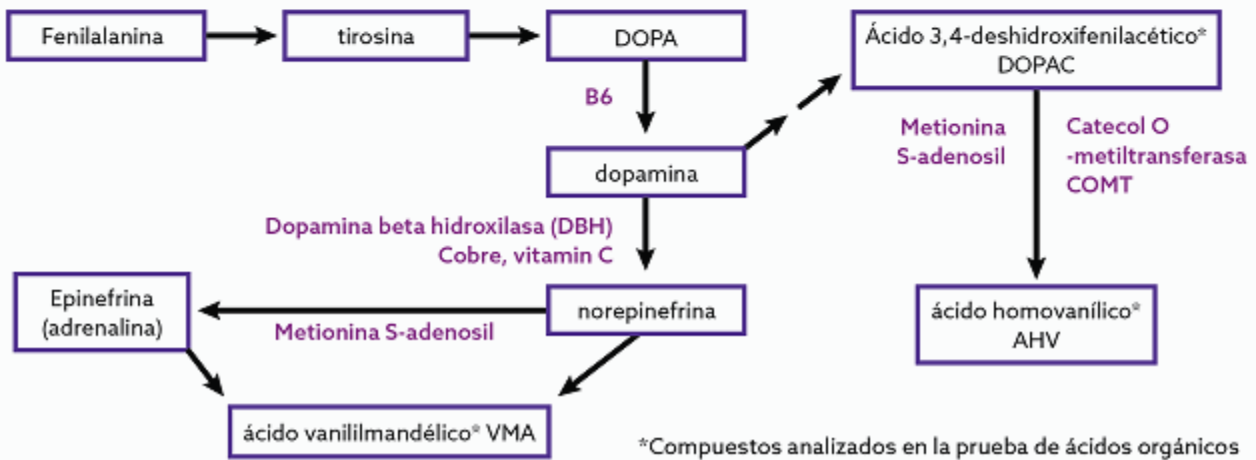 Fenilalanina
tirosina
DOPA
Ácido 3,4-deshidroxifenilacético*
DOPAC
B6
Metionina
S-adenosil
Catecol O
-metiltransferasa
COMT
dopamina
Dopamina beta hidroxilasa (DBH)
Cobre, vitamin C
Epinefrina
(adrenalina)
Metionina S-adenosil
norepinefrina
ácido homovanílico*
AHV
ácido vanililmandélico* VMA
*Compuestos analizados en la prueba de ácidos orgánicos